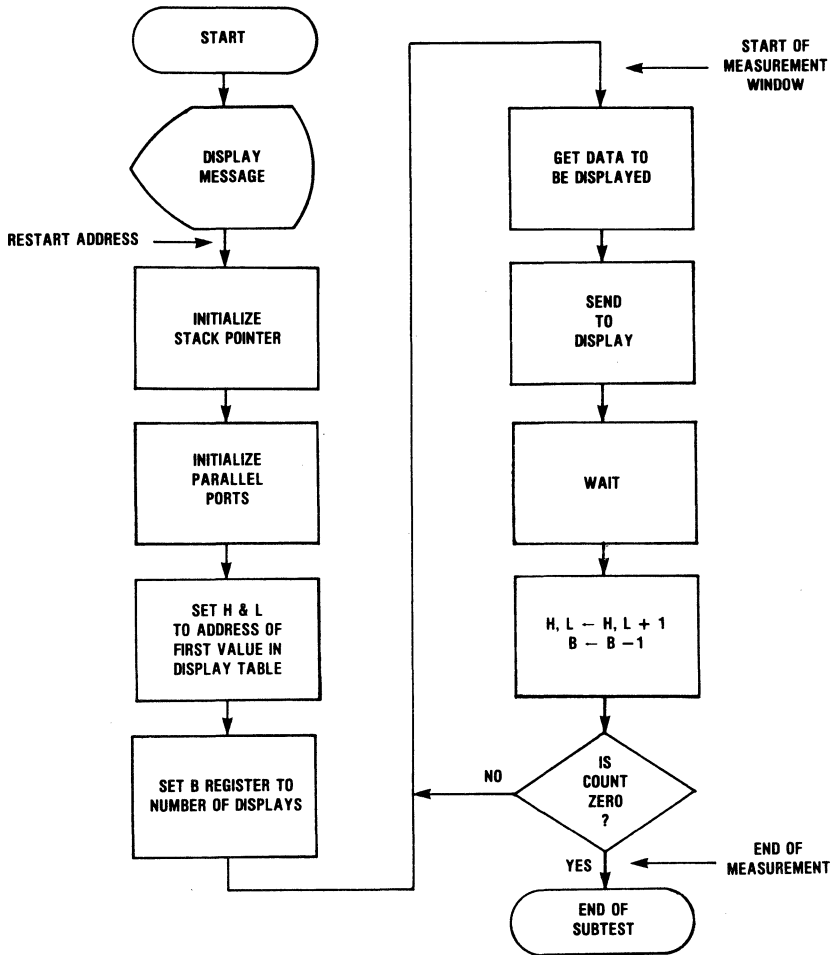 START
DISPLAY
MESSAGE
RESTART ADDRESS
INITIALIZE
STACK POINTER
INITIALIZE
PARALLEL
PORTS
SET H & L
TO ADDRESS OF
FIRST VALUE IN
DISPLAY TABLE
SET B REGISTER TO
NUMBER OF DISPLAYS
START OF
MEASUREMENT
WINDOW
GET DATA TO
BE DISPLAYED
SEND
TO
DISPLAY
WAIT
H, L ← H, L + 1
B ← B −1
IS
COUNT
ZERO
?
NO
YES
END OF
MEASUREMENT
END OF
SUBTEST